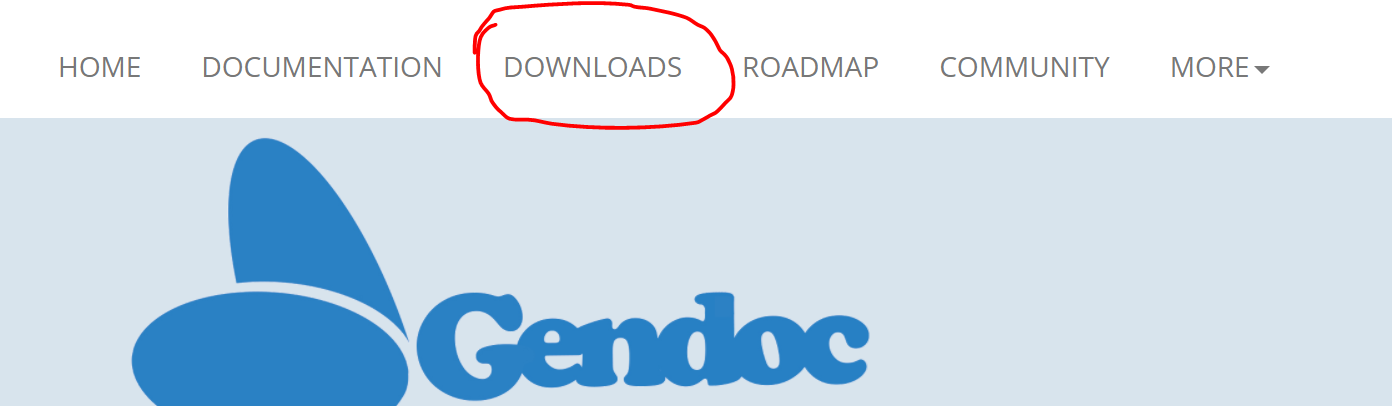 HOME DOCUMENTATION DOWNLOADS ROADMAP COMMUNITY MORE
Gendoc